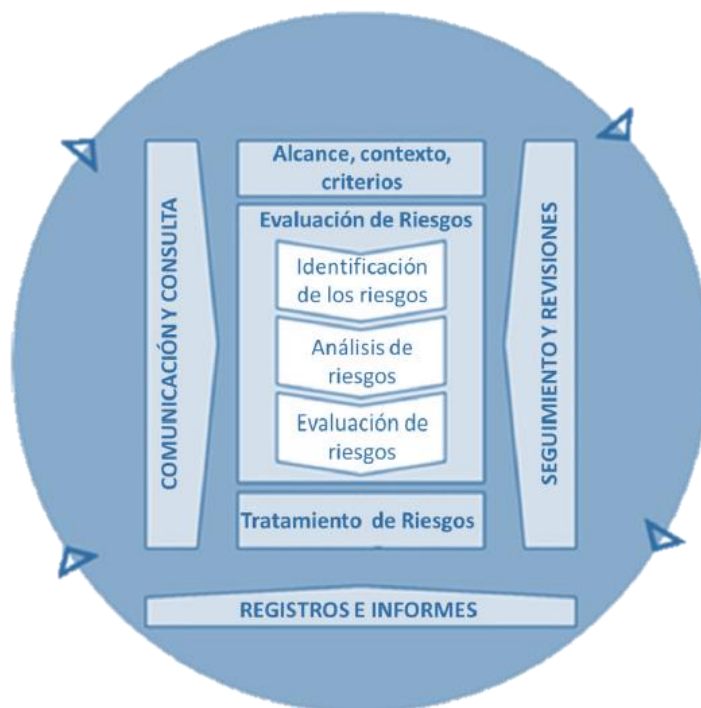 Alcance, contexto,
criterios
Evaluación de Riesgos
Identificación
de los riesgos
Análisis de
riesgos
Evaluación de
riesgos
Tratamiento de Riesgos
COMUNICACIÓN Y CONSULTA
SEGUIMIENTO Y REVISIONES
REGISTROS E INFORMES